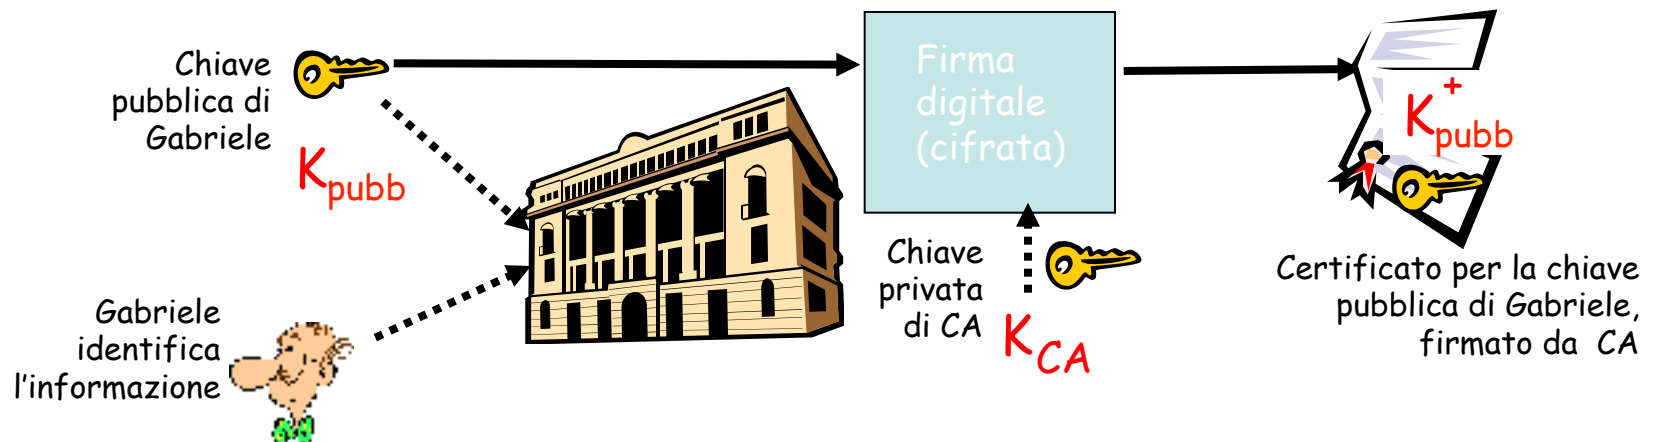 Chiave
pubblica di
Gabriele
Kpubb
Gabriele
identifica
l'informazione
Firma
digitale
(cifrata)
Chiave
privata
di CA
KCA
K+pubb
Certificato per la chiave
pubblica di Gabriele,
firmato da CA